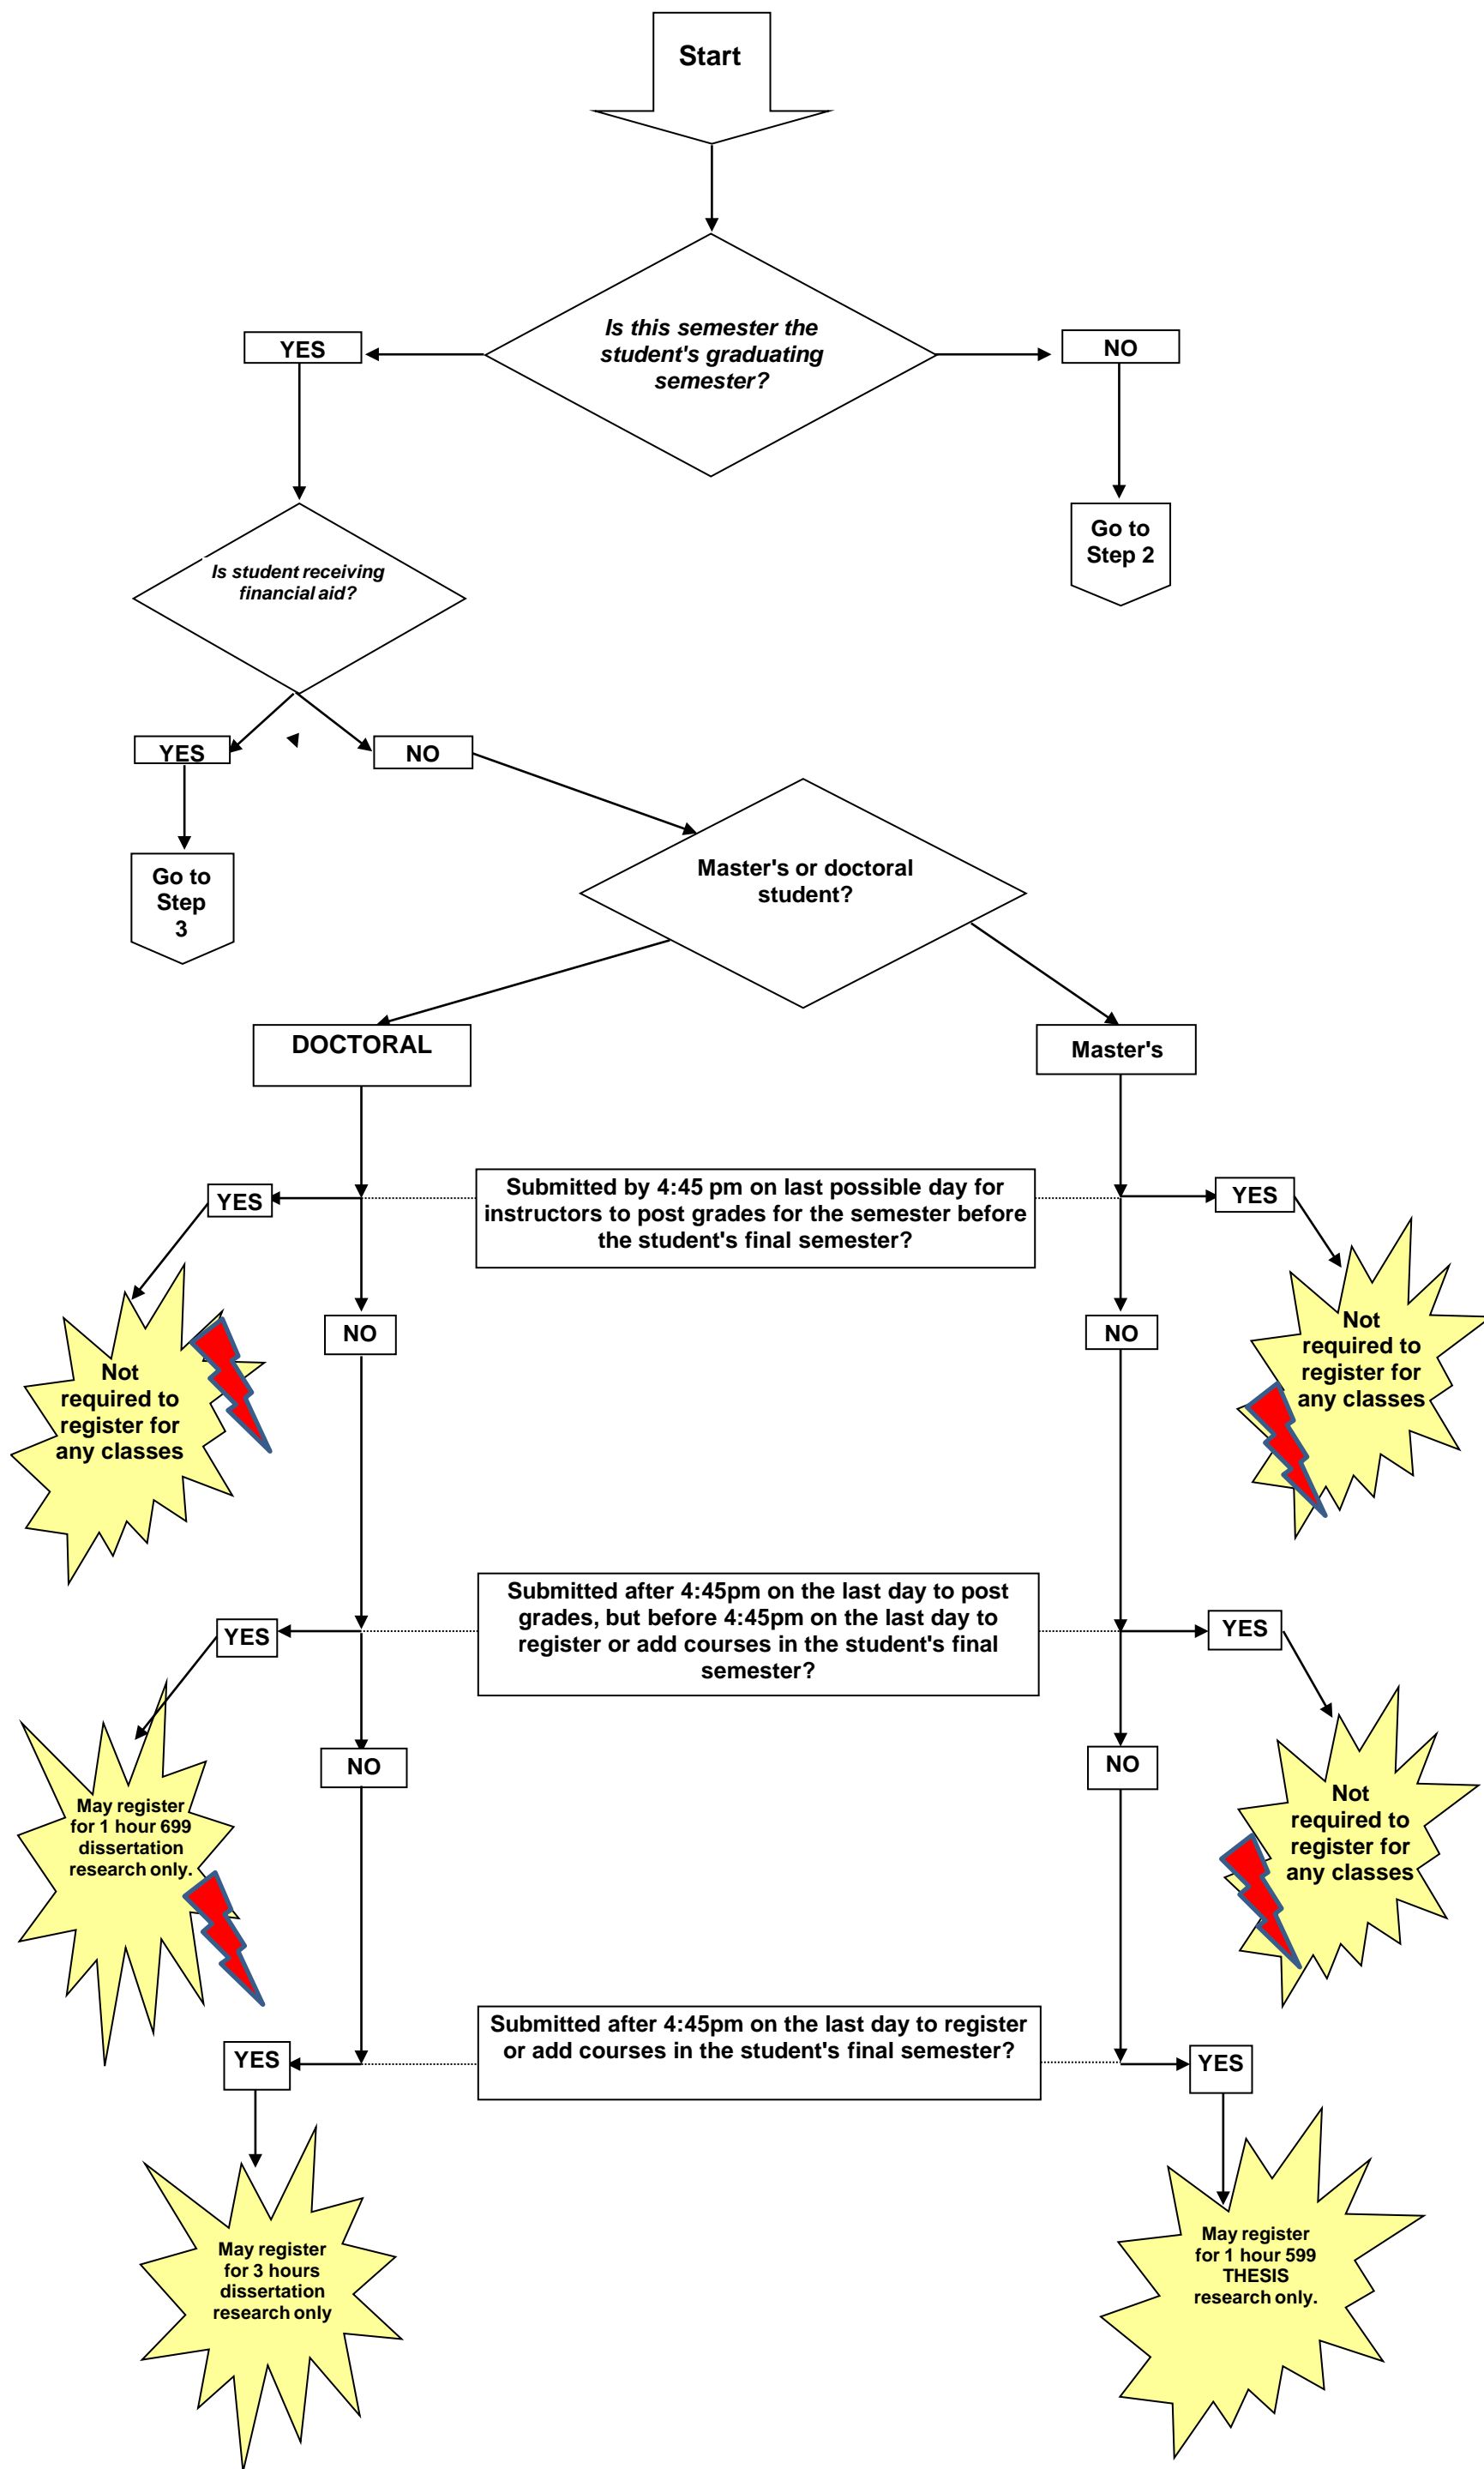 Start
Is this semester the
student's graduating
semester?
YES
NO
Go to
Step 2
Is student receiving
financial aid?
YES
NO
Go to
Step
3
Master's or doctoral
student?
DOCTORAL
Master's
Submitted by 4:45 pm on last possible day for
instructors to post grades for the semester before
the student's final semester?
YES
YES
Not
required to
register for
any classes
NO
NO
Not
required to
register for
any classes
Submitted after 4:45pm on the last day to post
grades, but before 4:45pm on the last day to
register or add courses in the student's final
semester?
YES
YES
May register
for 1 hour 699
dissertation
research only.
NO
NO
Not
required to
register for
any classes
Submitted after 4:45pm on the last day to register
or add courses in the student's final semester?
YES
YES
May register
for 3 hours
dissertation
research only
May register
for 1 hour 599
THESIS
research only.